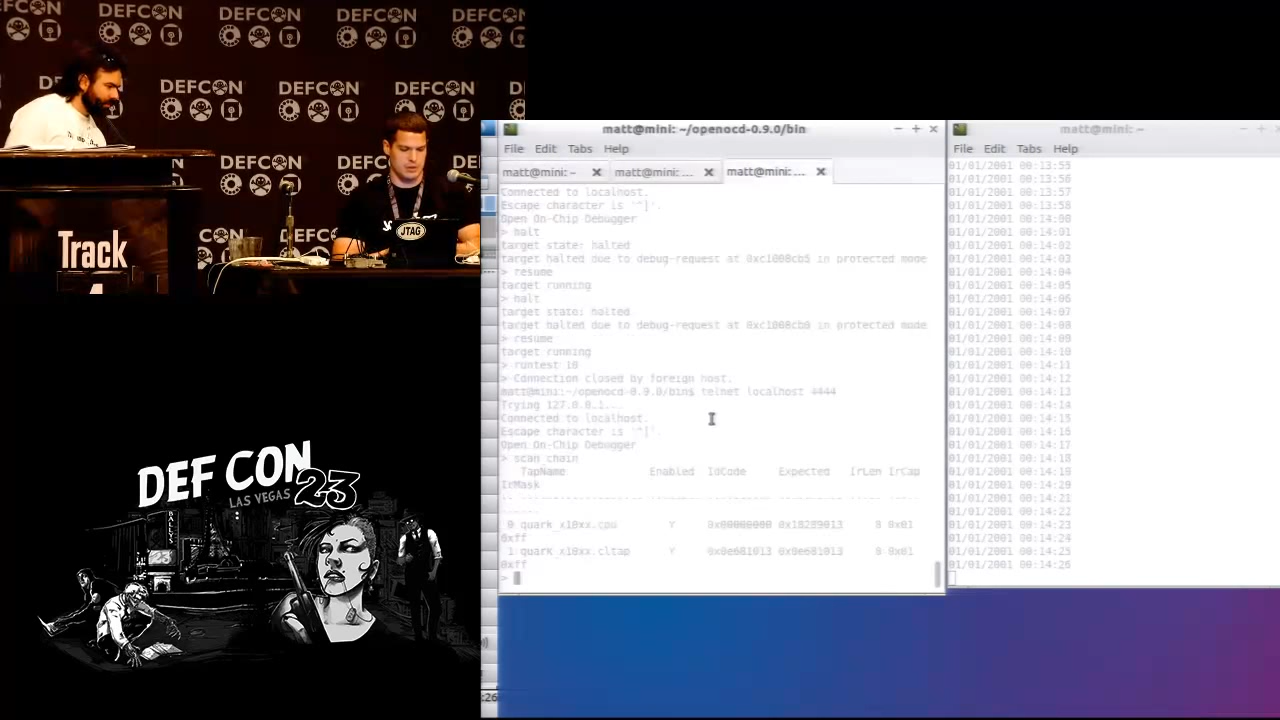 DEFCON DEFCON DEFCON DEFCON
DEFCON DEFCON DEFCON
DEFCON
JTAG
Track
4
DEF CON 23
LAS VEGAS
BALLYS
matt@mini: ~/openocd-0.9.0/bin
File Edit Tabs Help
matt@mini: ~
matt@mini: ...
matt@mini: ...
Connected to localhost.
Escape character is '^]'.
Open On-Chip Debugger
> halt
target state: halted
target halted due to debug-request at 0xc1008cb5 in protected mode
> resume
target running
> halt
target state: halted
target halted due to debug-request at 0xc1008cb8 in protected mode
> resume
target running
> runtest 10
> Connection closed by foreign host.
matt@mini:~/openocd-0.9.0/bin$ telnet localhost 4444
Trying 127.0.0.1...
Connected to localhost.
Escape character is '^]'.
Open On-Chip Debugger
> scan chain
TapName Enabled IdCode Expected IrLen IrCap
IrMask
0 quark_x10xx.cpu Y 0x00000000 0x18289013 8 0x01
0xff
1 quark_x10xx.cltap Y 0x0e681013 0x0e681013 8 0x01
0xff
>
matt@mini: ~
File Edit Tabs Help
01/01/2001 00:13:55
01/01/2001 00:13:56
01/01/2001 00:13:57
01/01/2001 00:13:58
01/01/2001 00:14:00
01/01/2001 00:14:01
01/01/2001 00:14:02
01/01/2001 00:14:03
01/01/2001 00:14:04
01/01/2001 00:14:05
01/01/2001 00:14:06
01/01/2001 00:14:07
01/01/2001 00:14:08
01/01/2001 00:14:09
01/01/2001 00:14:10
01/01/2001 00:14:11
01/01/2001 00:14:12
01/01/2001 00:14:13
01/01/2001 00:14:14
01/01/2001 00:14:15
01/01/2001 00:14:16
01/01/2001 00:14:17
01/01/2001 00:14:18
01/01/2001 00:14:19
01/01/2001 00:14:20
01/01/2001 00:14:21
01/01/2001 00:14:22
01/01/2001 00:14:23
01/01/2001 00:14:24
01/01/2001 00:14:25
01/01/2001 00:14:26